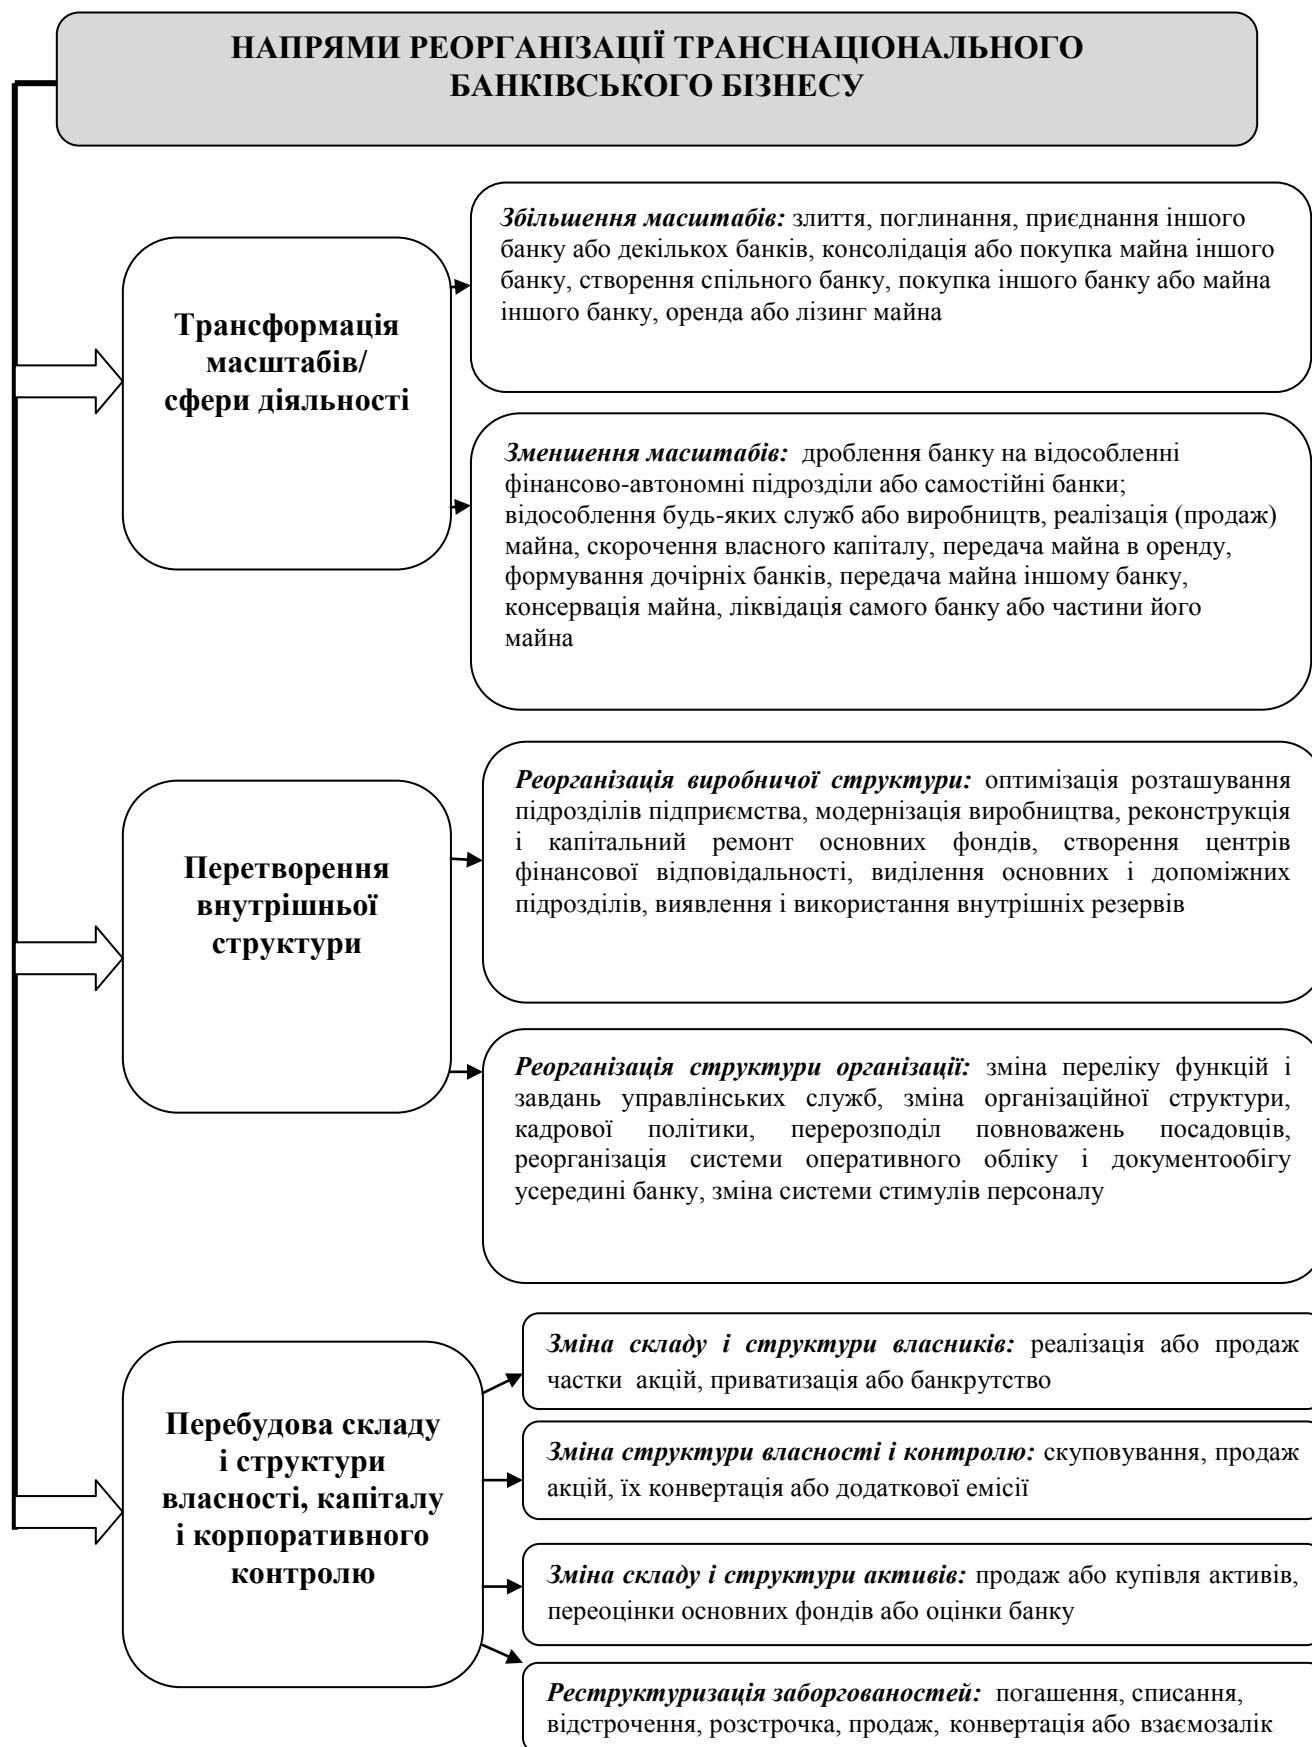 НАПРЯМИ РЕОРГАНІЗАЦІЇ ТРАНСНАЦІОНАЛЬНОГО
БАНКІВСЬКОГО БІЗНЕСУ
Трансформація
масштабів/
сфери діяльності
Збільшення масштабів: злиття, поглинання, приєднання іншого
банку або декількох банків, консолідація або покупка майна іншого
банку, створення спільного банку, покупка іншого банку або майна
іншого банку, оренда або лізинг майна
Зменшення масштабів: дроблення банку на відособленні
фінансово-автономні підрозділи або самостійні банки;
відособлення будь-яких служб або виробництв, реалізація (продаж)
майна, скорочення власного капіталу, передача майна в оренду,
формування дочірніх банків, передача майна іншому банку,
консервація майна, ліквідація самого банку або частини його
майна
Перетворення
внутрішньої
структури
Реорганізація виробничої структури: оптимізація розташування
підрозділів підприємства, модернізація виробництва, реконструкція
і капітальний ремонт основних фондів, створення центрів
фінансової відповідальності, виділення основних і допоміжних
підрозділів, виявлення і використання внутрішніх резервів
Реорганізація структури організації: зміна переліку функцій і
завдань управлінських служб, зміна організаційної структури,
кадрової політики, перерозподіл повноважень посадовців,
реорганізація системи оперативного обліку і документообігу
усередині банку, зміна системи стимулів персоналу
Перебудова складу
і структури
власності, капіталу
і корпоративного
контролю
Зміна складу і структури власників: реалізація або продаж
частки акцій, приватизація або банкрутство
Зміна структури власності і контролю: скуповування, продаж
акцій, їх конвертація або додаткової емісії
Зміна складу і структури активів: продаж або купівля активів,
переоцінки основних фондів або оцінки банку
Реструктуризація заборгованостей: погашення, списання,
відстрочення, розстрочка, продаж, конвертація або взаємозалік